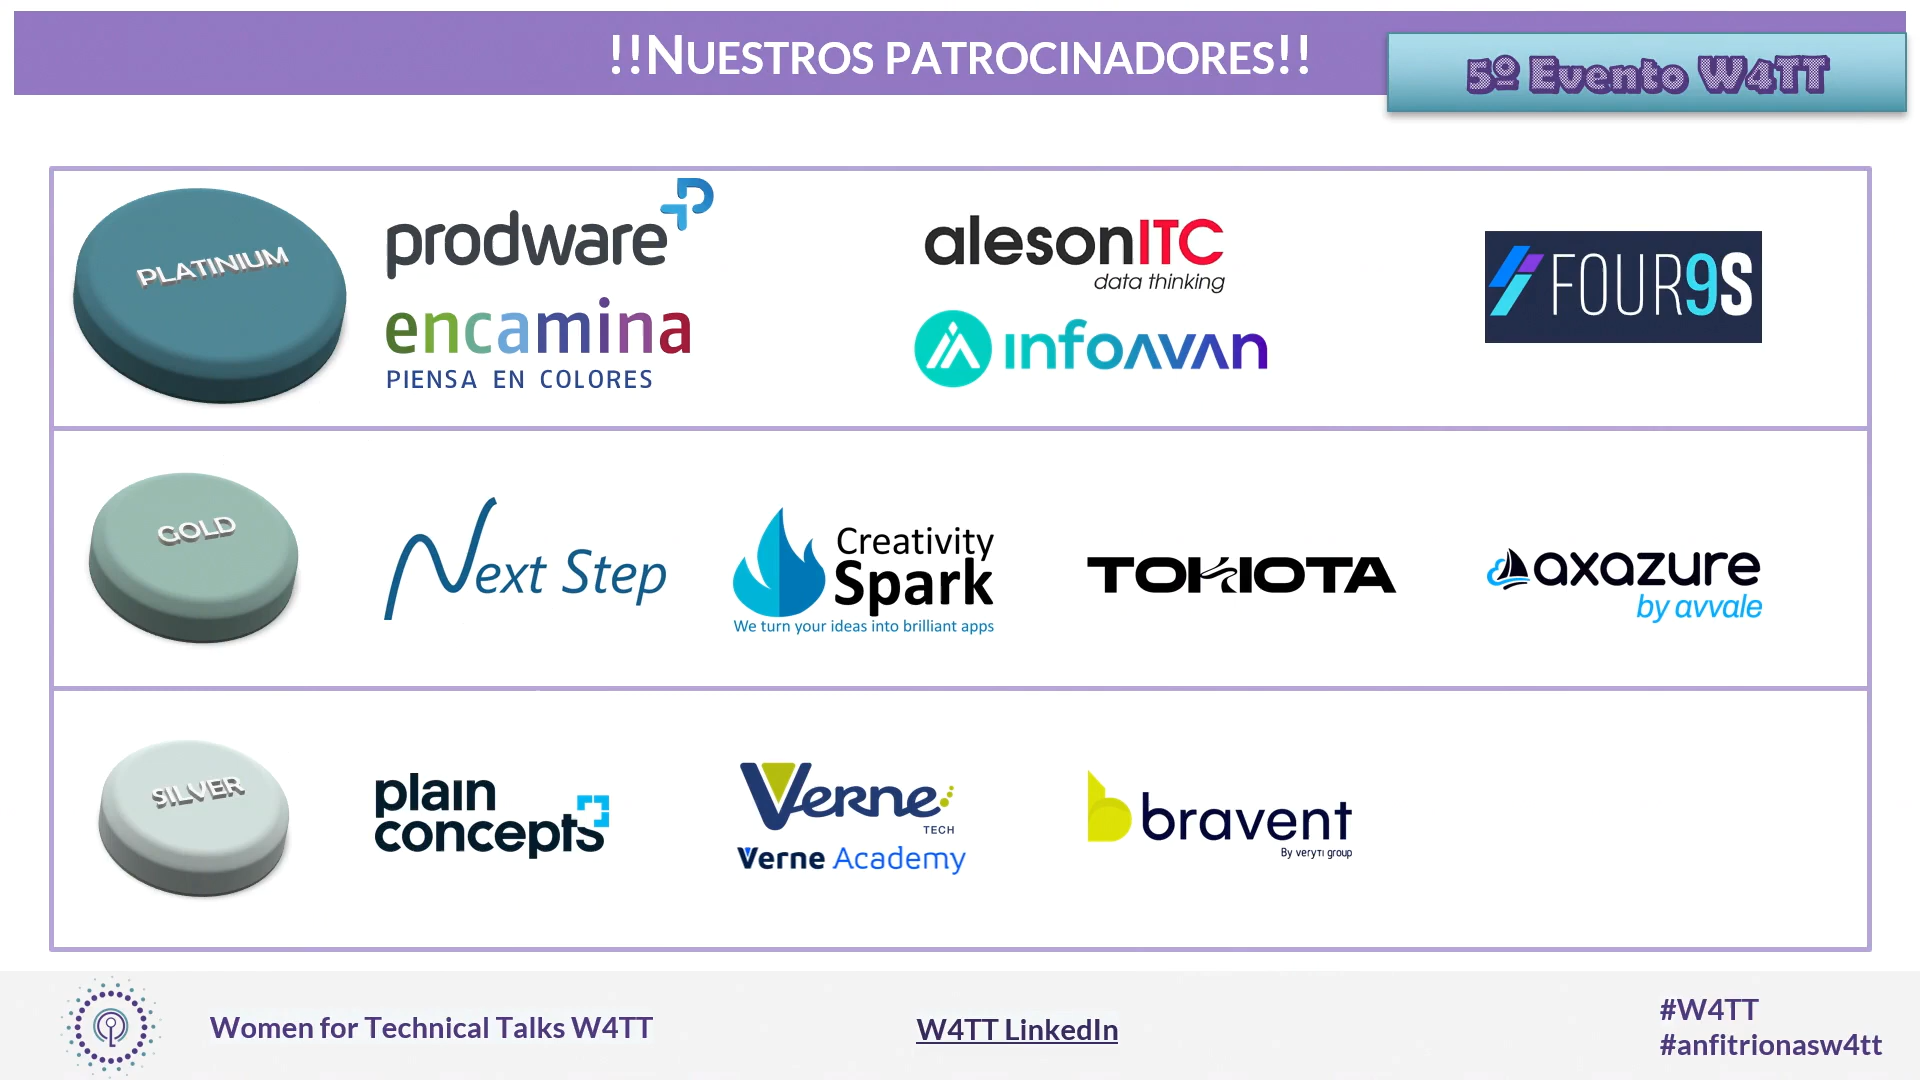 !!NUESTROS PATROCINADORES!!
5º Evento W4TT
PLATINIUM
prodware
encamina
PIENSA EN COLORES
alesonITC
data thinking
infoavan
FOUR9S
GOLD
Next Step
Creativity
Spark
We turn your ideas into brilliant apps
TOKIOTA
axazure
by avvale
SILVER
plain
concepts
Verne
TECH
Verne Academy
bravent
By veryti group
Women for Technical Talks W4TT
W4TT LinkedIn
#W4TT
#anfitrionasw4tt